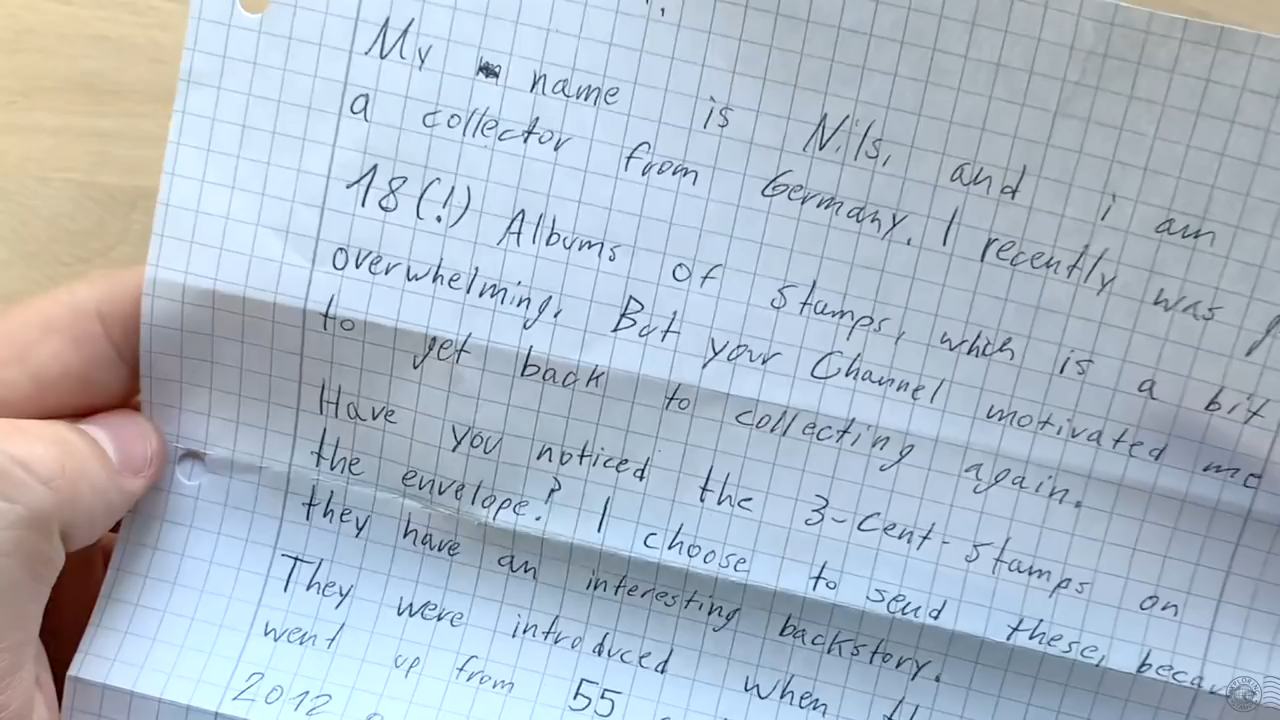 My name is Nils, and i am
a collector from Germany. I recently was
18(!) Albums of stamps, which is a bit
overwhelming. But your Channel motivated me
to get back to collecting again.
Have you noticed the 3-Cent-stamps on
the envelope? I choose to send these,
they have an interesting backstory.
They were introduced when
went up from 55
2012